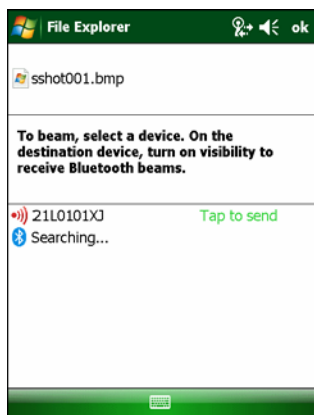 File Explorer ok
sshot001.bmp
To beam, select a device. On the
destination device, turn on visibility to
receive Bluetooth beams.
21L0101XJ Tap to send
Searching...